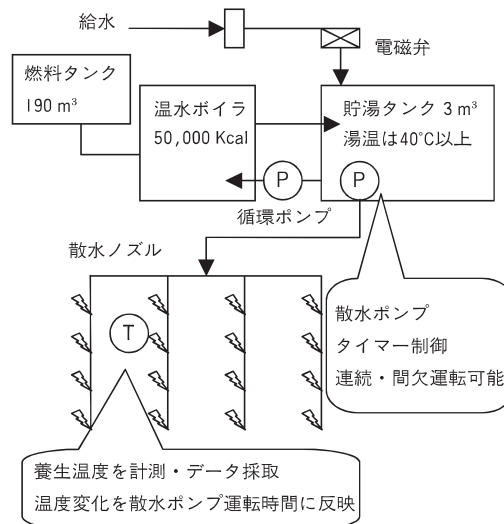 給水
電磁弁
燃料タンク
190 m³
温水ボイラ
50,000 Kcal
貯湯タンク 3 m³
湯温は40℃以上
P
P
循環ポンプ
散水ノズル
T
散水ポンプ
タイマー制御
連続・間欠運転可能
養生温度を計測・データ採取
温度変化を散水ポンプ運転時間に反映